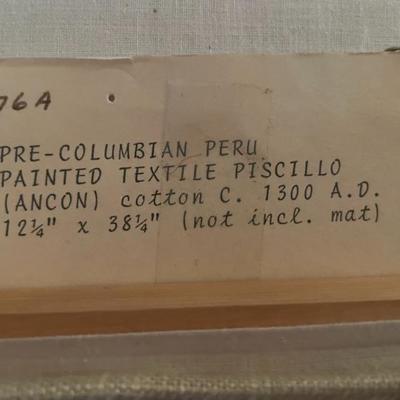 76A
PRE-COLUMBIAN PERU
PAINTED TEXTILE PISCILLO
(ANCON) cotton C. 1300 A.D.
12¼" x 38¼" (not incl. mat)